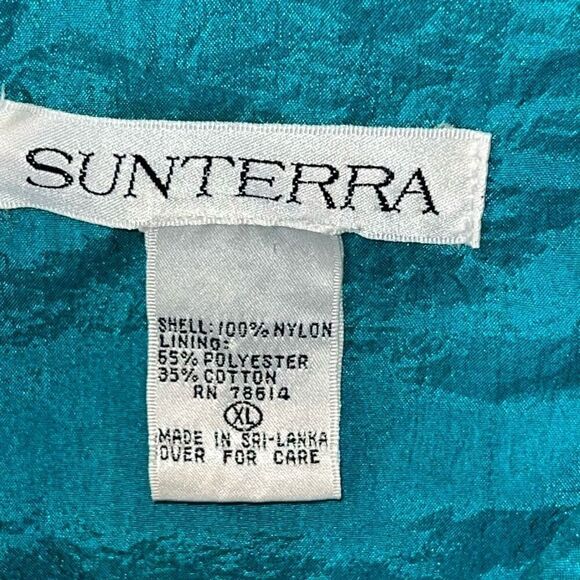 SUNTERRA
SHELL: 100% NYLON
LINING:
65% POLYESTER
35% COTTON
RN 78614
XL
MADE IN SRI-LANKA
OVER FOR CARE